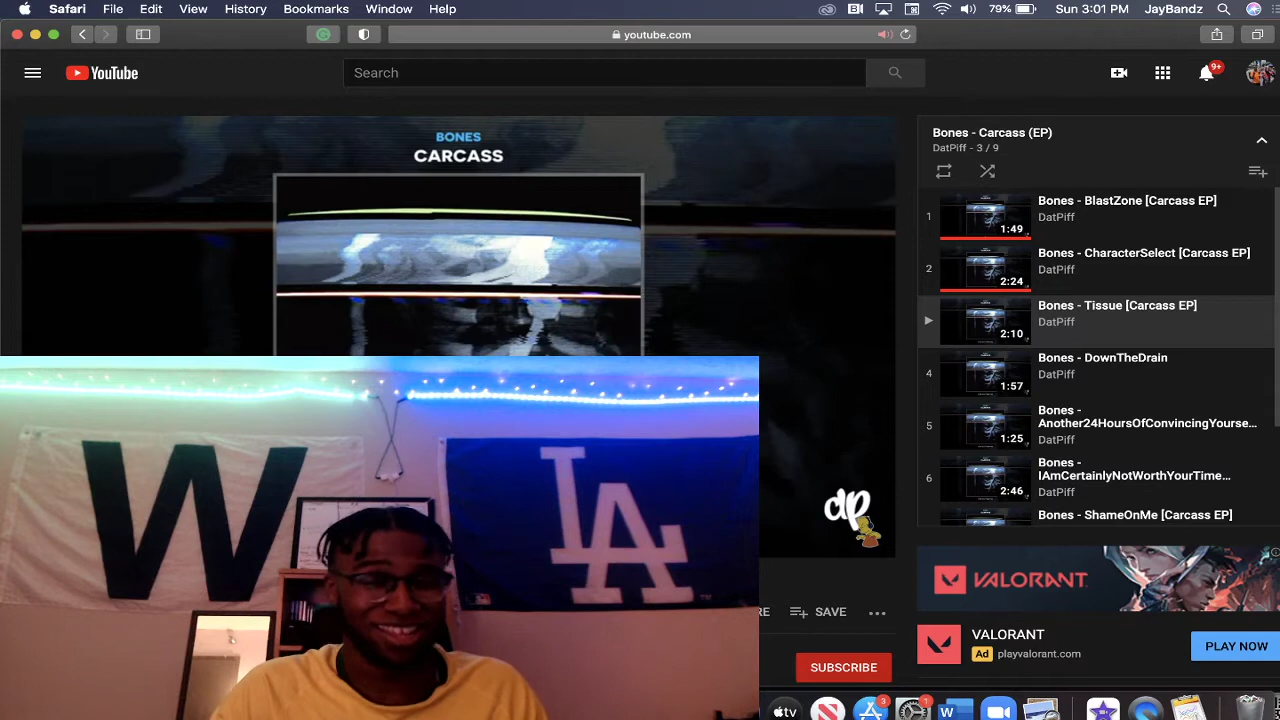 Safari File Edit View History Bookmarks Window Help 79% Sun 3:01 PM JayBandz
youtube.com
YouTube
Search
9+
BONES
CARCASS
dp
Bones - Carcass (EP)
DatPiff - 3 / 9
1
1:49
Bones - BlastZone [Carcass EP]
DatPiff
2
2:24
Bones - CharacterSelect [Carcass EP]
DatPiff
2:10
Bones - Tissue [Carcass EP]
DatPiff
4
1:57
Bones - DownTheDrain
DatPiff
5
1:25
Bones -
Another24HoursOfConvincingYourse...
DatPiff
6
2:46
Bones -
IAmCertainlyNotWorthYourTime...
DatPiff
Bones - ShameOnMe [Carcass EP]
W
LA
VALORANT
VALORANT
Ad playvalorant.com
PLAY NOW
RE SAVE
SUBSCRIBE
tv
3
1
W